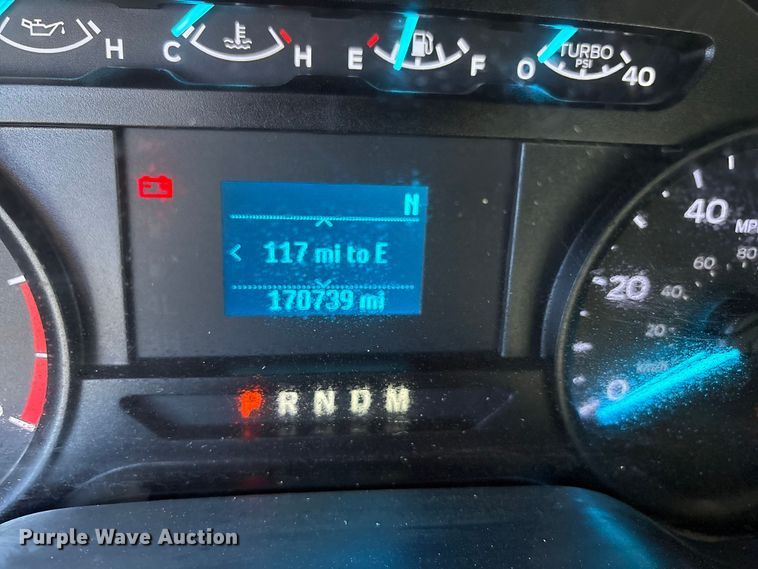 H
C H
E F
0 TURBO PSI 40
N
< 117 mi to E
170739 mi
P R N D M
40 MPH
60 80
20 40
20
0 km/h
Purple Wave Auction